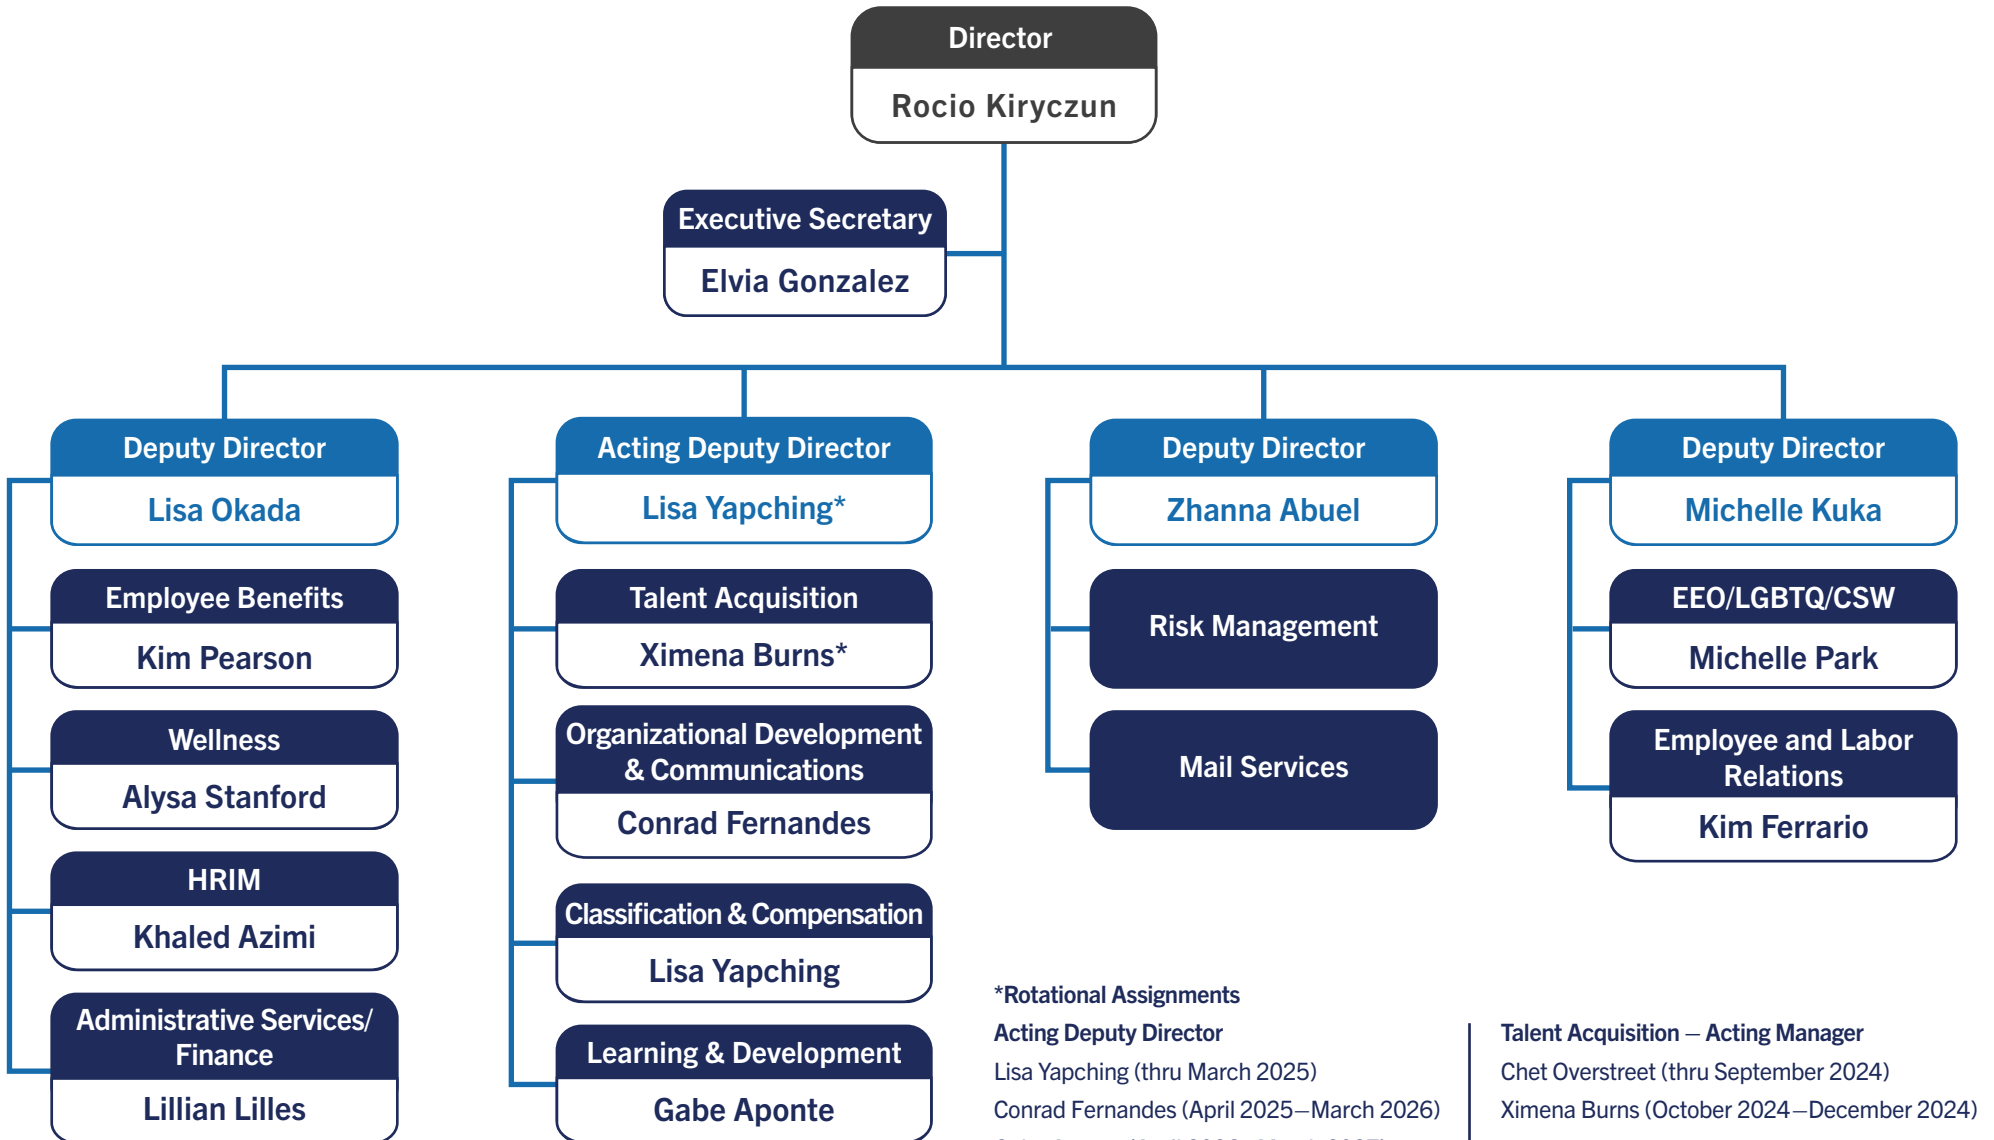 Director
Rocio Kiryczun
Executive Secretary
Elvia Gonzalez
Deputy Director
Lisa Okada
Employee Benefits
Kim Pearson
Wellness
Alysa Stanford
HRIM
Khaled Azimi
Administrative Services/
Finance
Lillian Lilles
Acting Deputy Director
Lisa Yapching*
Talent Acquisition
Ximena Burns*
Organizational Development
& Communications
Conrad Fernandes
Classification & Compensation
Lisa Yapching
Learning & Development
Gabe Aponte
Deputy Director
Zhanna Abuel
Risk Management
Mail Services
Deputy Director
Michelle Kuka
EEO/LGBTQ/CSW
Michelle Park
Employee and Labor
Relations
Kim Ferrario
*Rotational Assignments
Acting Deputy Director
Lisa Yapching (thru March 2025)
Conrad Fernandes (April 2025–March 2026)
Talent Acquisition – Acting Manager
Chet Overstreet (thru September 2024)
Ximena Burns (October 2024–December 2024)